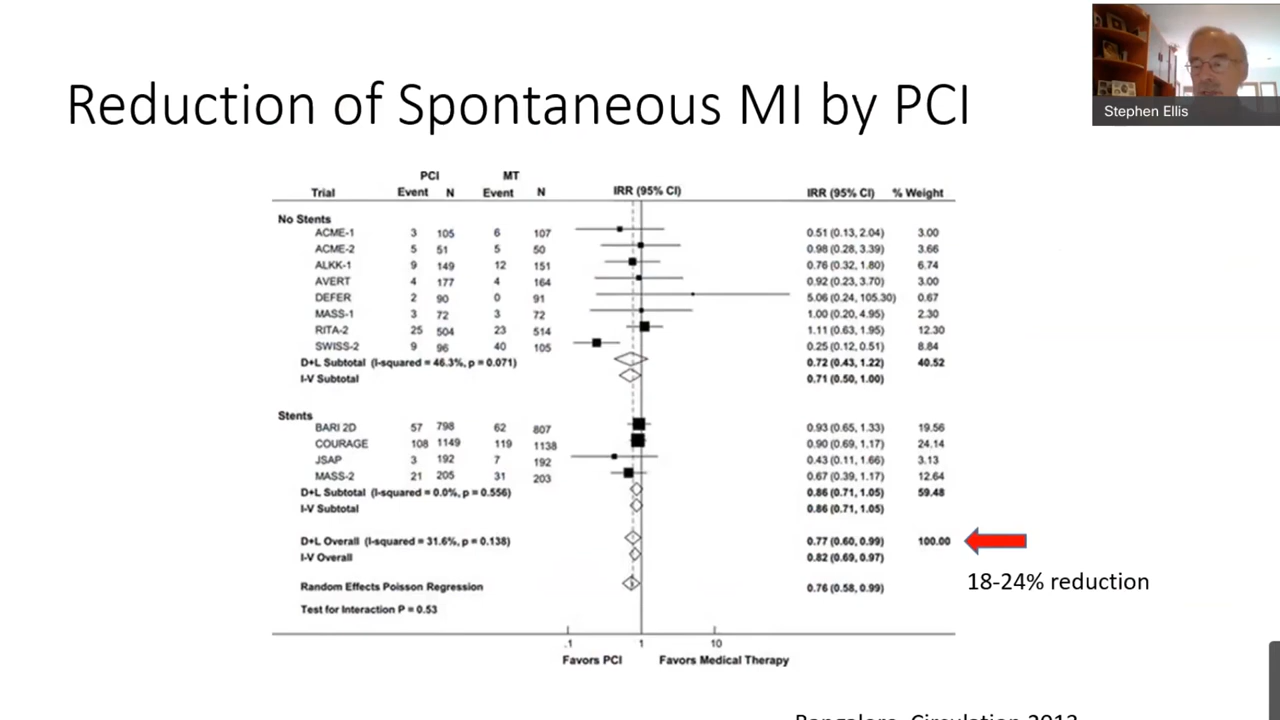 Stephen Ellis
Reduction of Spontaneous MI by PCI
PCI MT
Trial Event N Event N IRR (95% CI) IRR (95% CI) % Weight
No Stents
ACME-1 3 105 6 107 0.51 (0.13, 2.04) 3.00
ACME-2 5 51 5 50 0.98 (0.28, 3.39) 3.66
ALKK-1 9 149 12 151 0.76 (0.32, 1.80) 6.74
AVERT 4 177 4 164 0.92 (0.23, 3.70) 3.00
DEFER 2 90 0 91 5.06 (0.24, 105.30) 0.67
MASS-1 3 72 3 72 1.00 (0.20, 4.95) 2.30
RITA-2 25 504 23 514 1.11 (0.63, 1.95) 12.30
SWISS-2 9 96 40 105 0.25 (0.12, 0.51) 8.84
D+L Subtotal (I-squared = 46.3%, p = 0.071) 0.72 (0.43, 1.22) 40.52
I-V Subtotal 0.71 (0.50, 1.00)
Stents
BARI 2D 57 798 62 807 0.93 (0.65, 1.33) 19.56
COURAGE 108 1149 119 1138 0.90 (0.69, 1.17) 24.14
JSAP 3 192 7 192 0.43 (0.11, 1.66) 3.13
MASS-2 21 205 31 203 0.67 (0.39, 1.17) 12.64
D+L Subtotal (I-squared = 0.0%, p = 0.556) 0.86 (0.71, 1.05) 59.48
I-V Subtotal 0.86 (0.71, 1.05)
D+L Overall (I-squared = 31.6%, p = 0.138) 0.77 (0.60, 0.99) 100.00
I-V Overall 0.82 (0.69, 0.97)
18-24% reduction
Random Effects Poisson Regression 0.76 (0.58, 0.99)
Test for Interaction P = 0.53
.1 1 10
Favors PCI Favors Medical Therapy